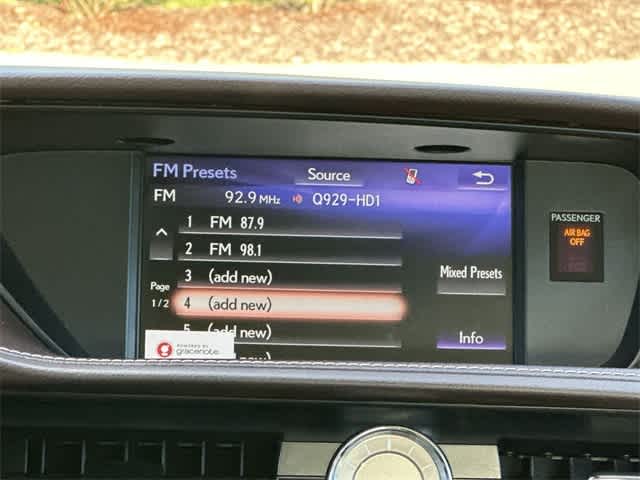 FM Presets Source
FM 92.9 MHz Q929-HD1
1 FM 87.9
2 FM 98.1
3 (add new)
4 (add new)
5 (add new)
Page
1/2
Mixed Presets
Info
POWERED BY
gracenote.
PASSENGER
AIR BAG
OFF